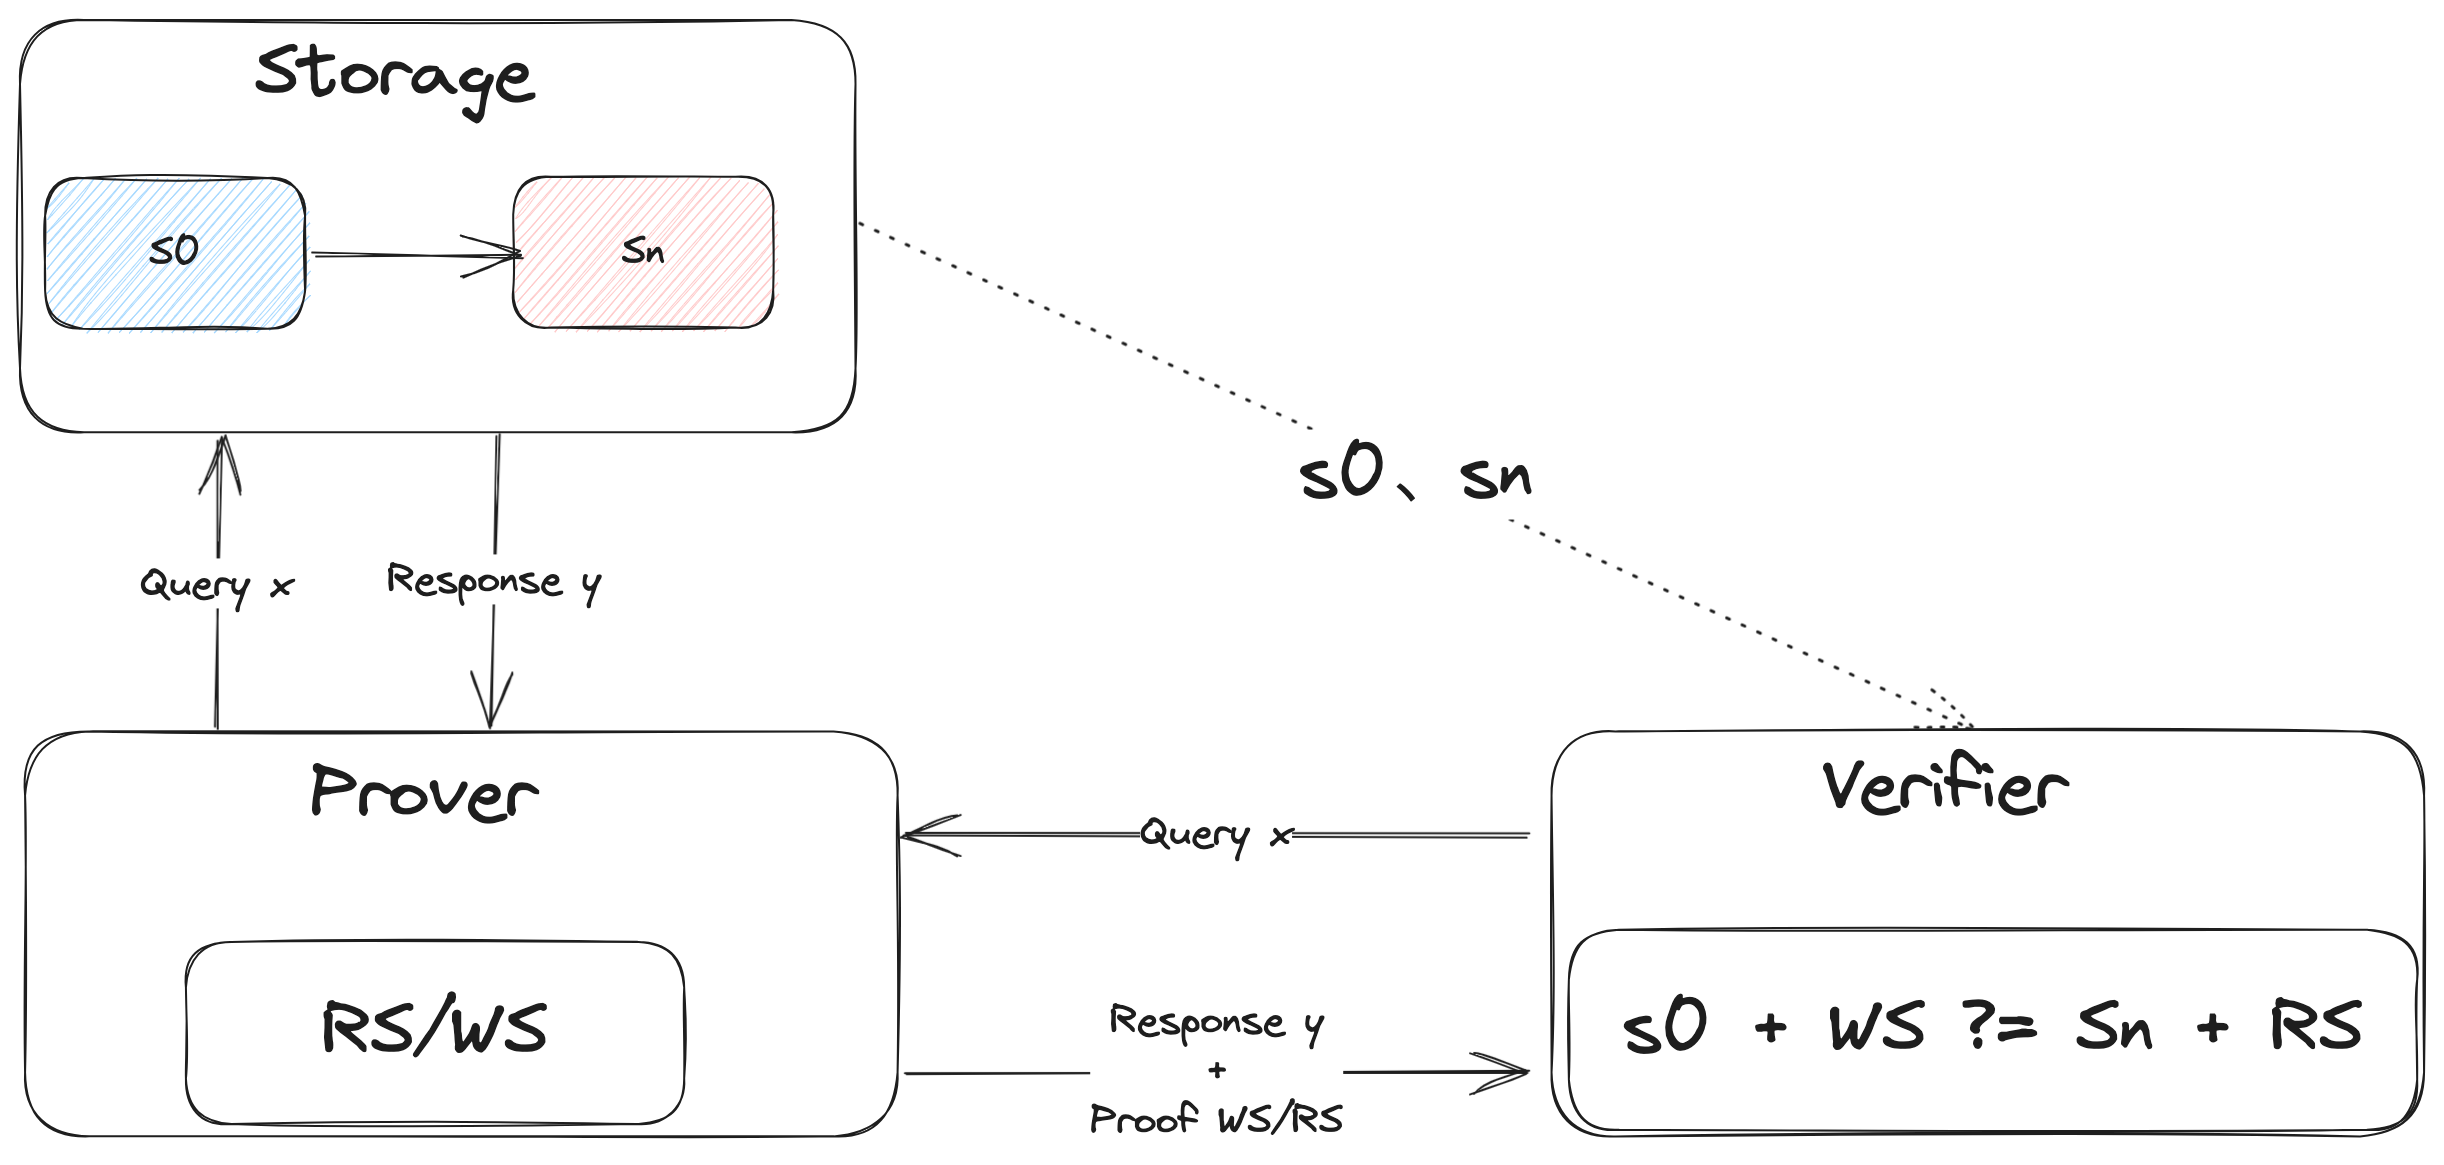 Storage
s0
Sn
s0、 sn
Query x
Response y
Prover
Verifier
Query x
RS/WS
s0 + WS ?= Sn + RS
Response y
+
Proof WS/RS